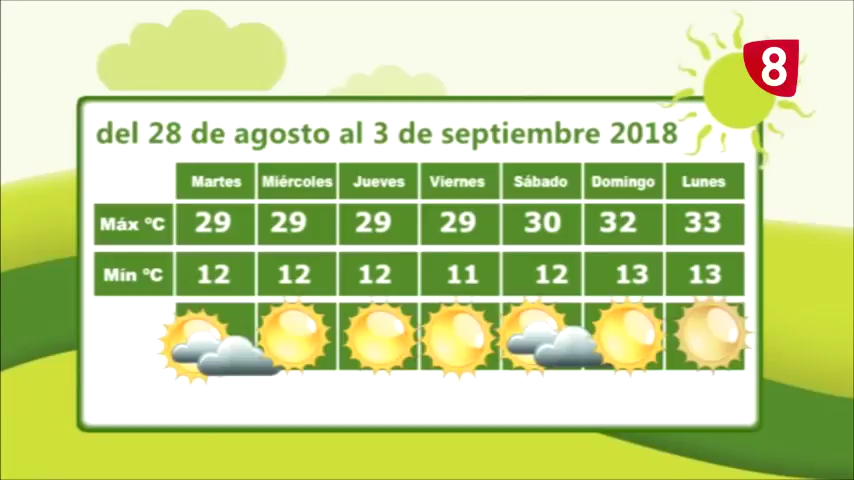 8
del 28 de agosto al 3 de septiembre 2018
Martes Miércoles Jueves Viernes Sábado Domingo Lunes
Máx ºC 29 29 29 29 30 32 33
Mín ºC 12 12 12 11 12 13 13